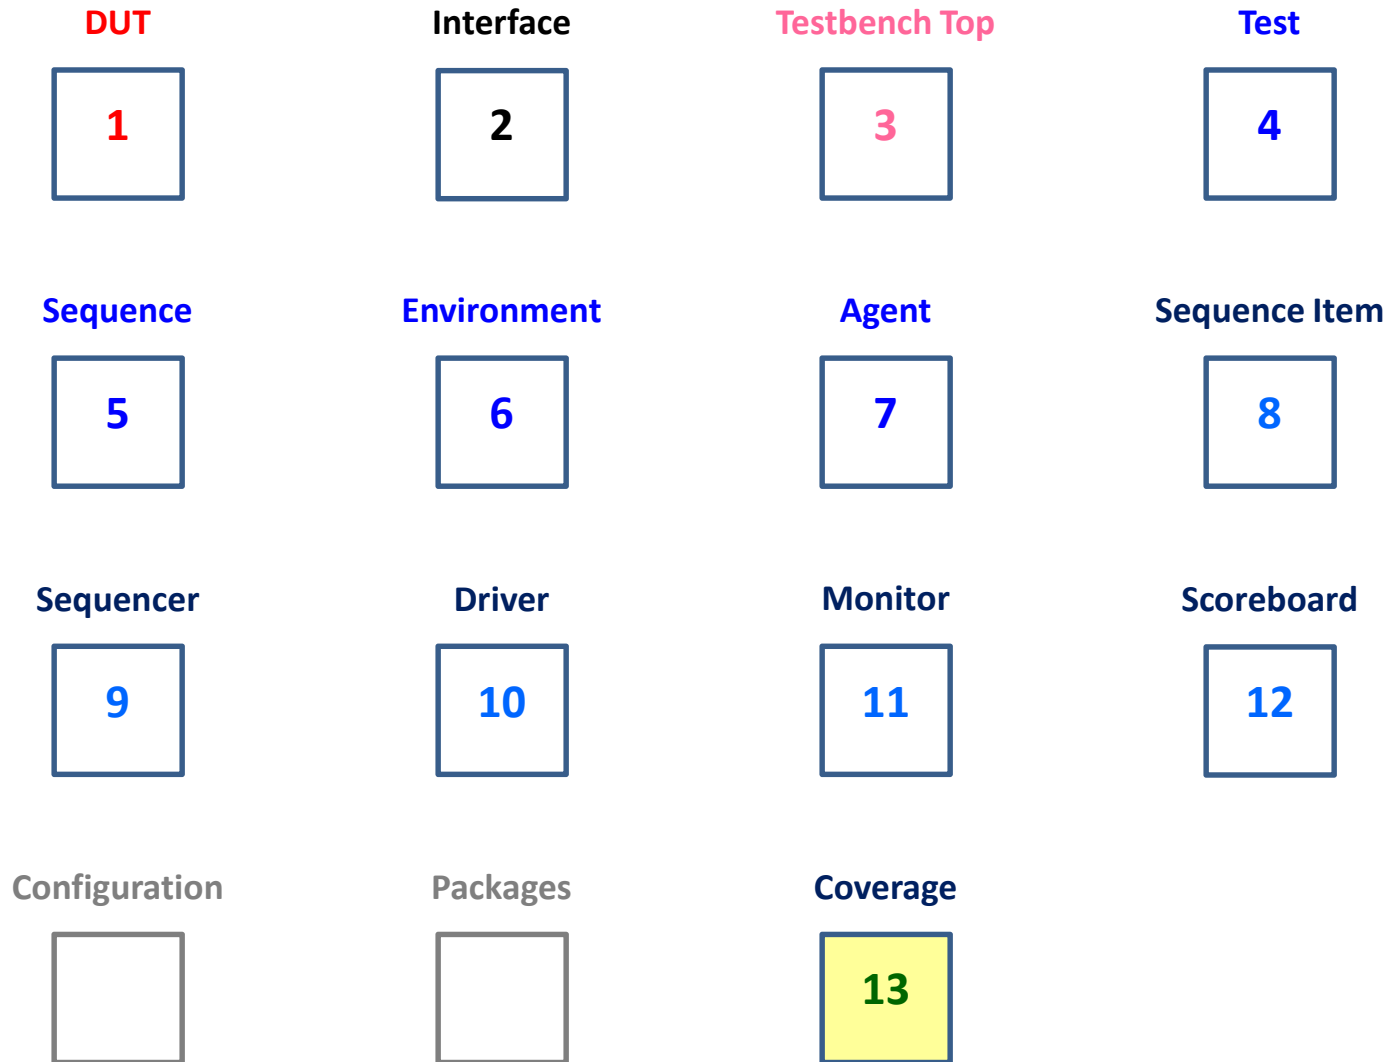 DUT
Interface
Testbench Top
Test
1
2
3
4
Sequence
Environment
Agent
Sequence Item
5
6
7
8
Sequencer
Driver
Monitor
Scoreboard
9
10
11
12
Configuration
Packages
Coverage
13